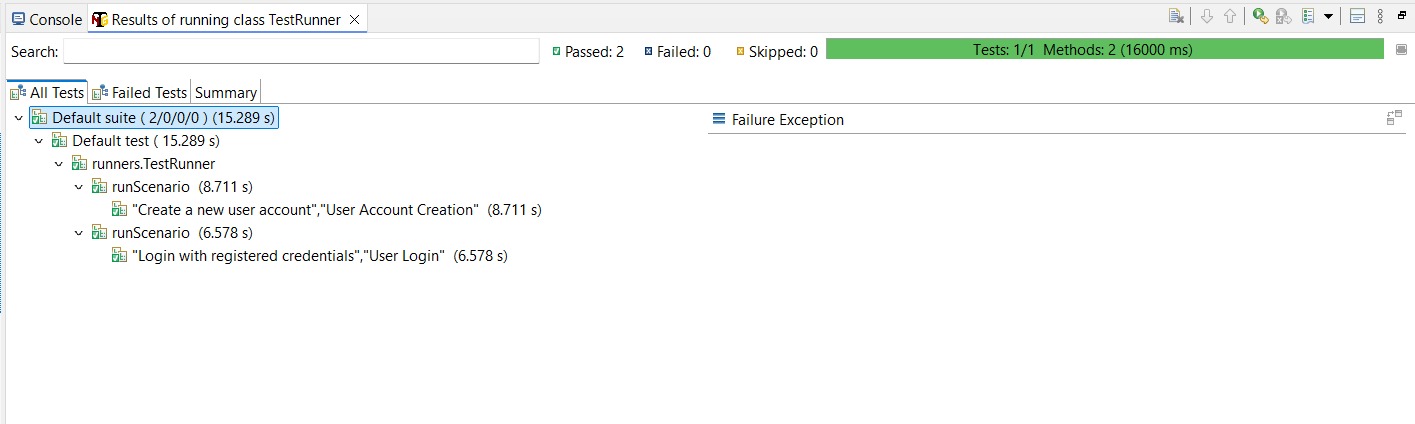 Console Results of running class TestRunner
Search: Passed: 2 Failed: 0 Skipped: 0 Tests: 1/1 Methods: 2 (16000 ms)
All Tests Failed Tests Summary
Default suite ( 2/0/0/0 ) (15.289 s) Failure Exception
Default test ( 15.289 s)
runners.TestRunner
runScenario (8.711 s)
"Create a new user account","User Account Creation" (8.711 s)
runScenario (6.578 s)
"Login with registered credentials","User Login" (6.578 s)